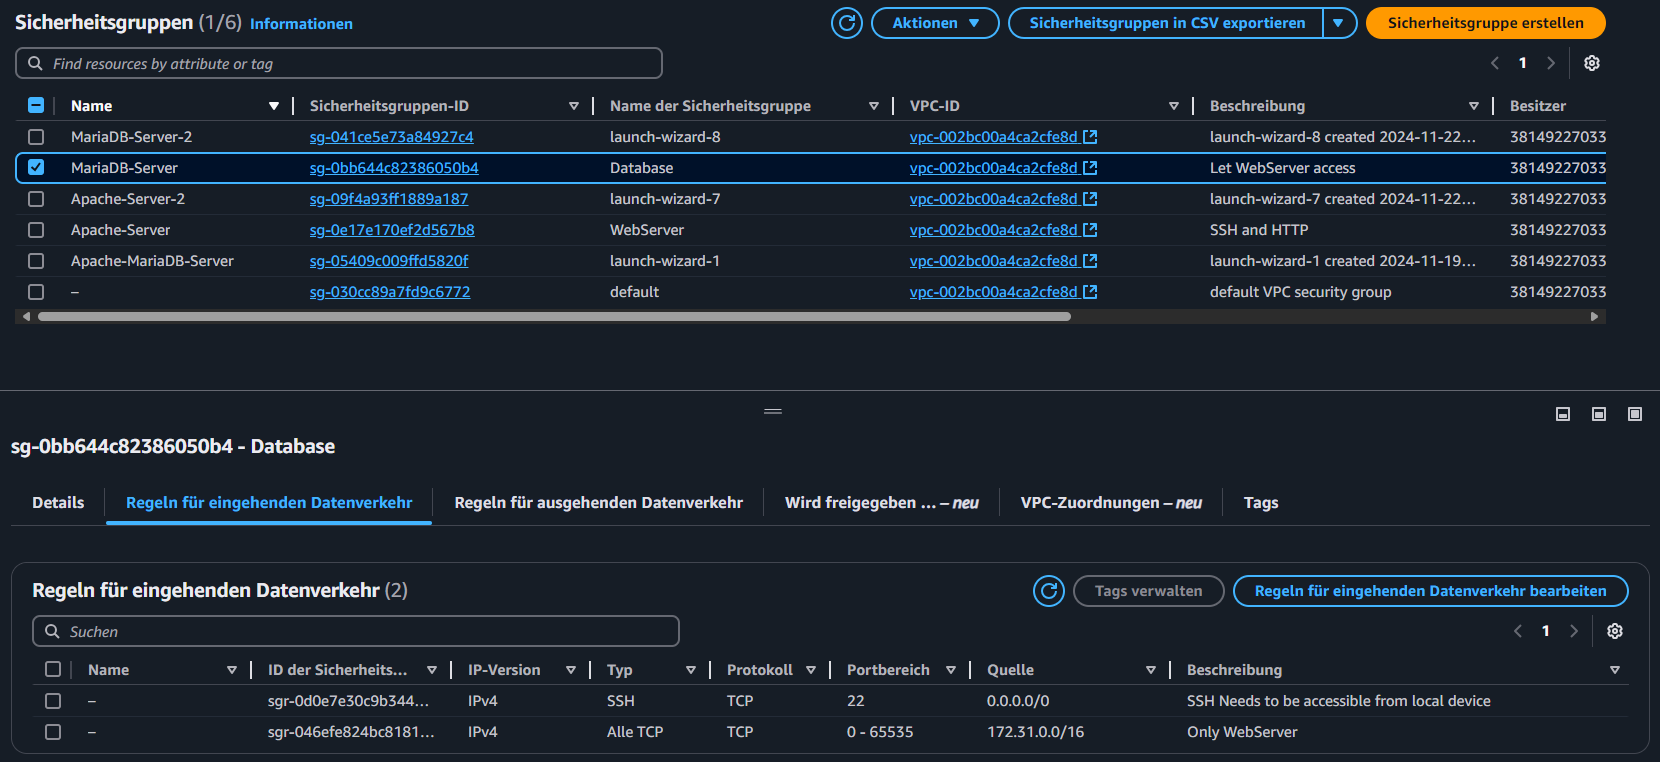 Sicherheitsgruppen (1/6) Informationen
Aktionen
Sicherheitsgruppen in CSV exportieren
Sicherheitsgruppe erstellen
Find resources by attribute or tag
1
Name Sicherheitsgruppen-ID Name der Sicherheitsgruppe VPC-ID Beschreibung Besitzer
MariaDB-Server-2 sg-041ce5e73a84927c4 launch-wizard-8 vpc-002bc00a4ca2cfe8d launch-wizard-8 created 2024-11-22... 38149227033
MariaDB-Server sg-0bb644c82386050b4 Database vpc-002bc00a4ca2cfe8d Let WebServer access 38149227033
Apache-Server-2 sg-09f4a93ff1889a187 launch-wizard-7 vpc-002bc00a4ca2cfe8d launch-wizard-7 created 2024-11-22... 38149227033
Apache-Server sg-0e17e170ef2d567b8 WebServer vpc-002bc00a4ca2cfe8d SSH and HTTP 38149227033
Apache-MariaDB-Server sg-05409c009ffd5820f launch-wizard-1 vpc-002bc00a4ca2cfe8d launch-wizard-1 created 2024-11-19... 38149227033
– sg-030cc89a7fd9c6772 default vpc-002bc00a4ca2cfe8d default VPC security group 38149227033
sg-0bb644c82386050b4 - Database
Details Regeln für eingehenden Datenverkehr Regeln für ausgehenden Datenverkehr Wird freigegeben ... – neu VPC-Zuordnungen – neu Tags
Regeln für eingehenden Datenverkehr (2)
Tags verwalten
Regeln für eingehenden Datenverkehr bearbeiten
Suchen
1
Name ID der Sicherheits... IP-Version Typ Protokoll Portbereich Quelle Beschreibung
– sgr-0d0e7e30c9b344... IPv4 SSH TCP 22 0.0.0.0/0 SSH Needs to be accessible from local device
– sgr-046efe824bc8181... IPv4 Alle TCP TCP 0 - 65535 172.31.0.0/16 Only WebServer